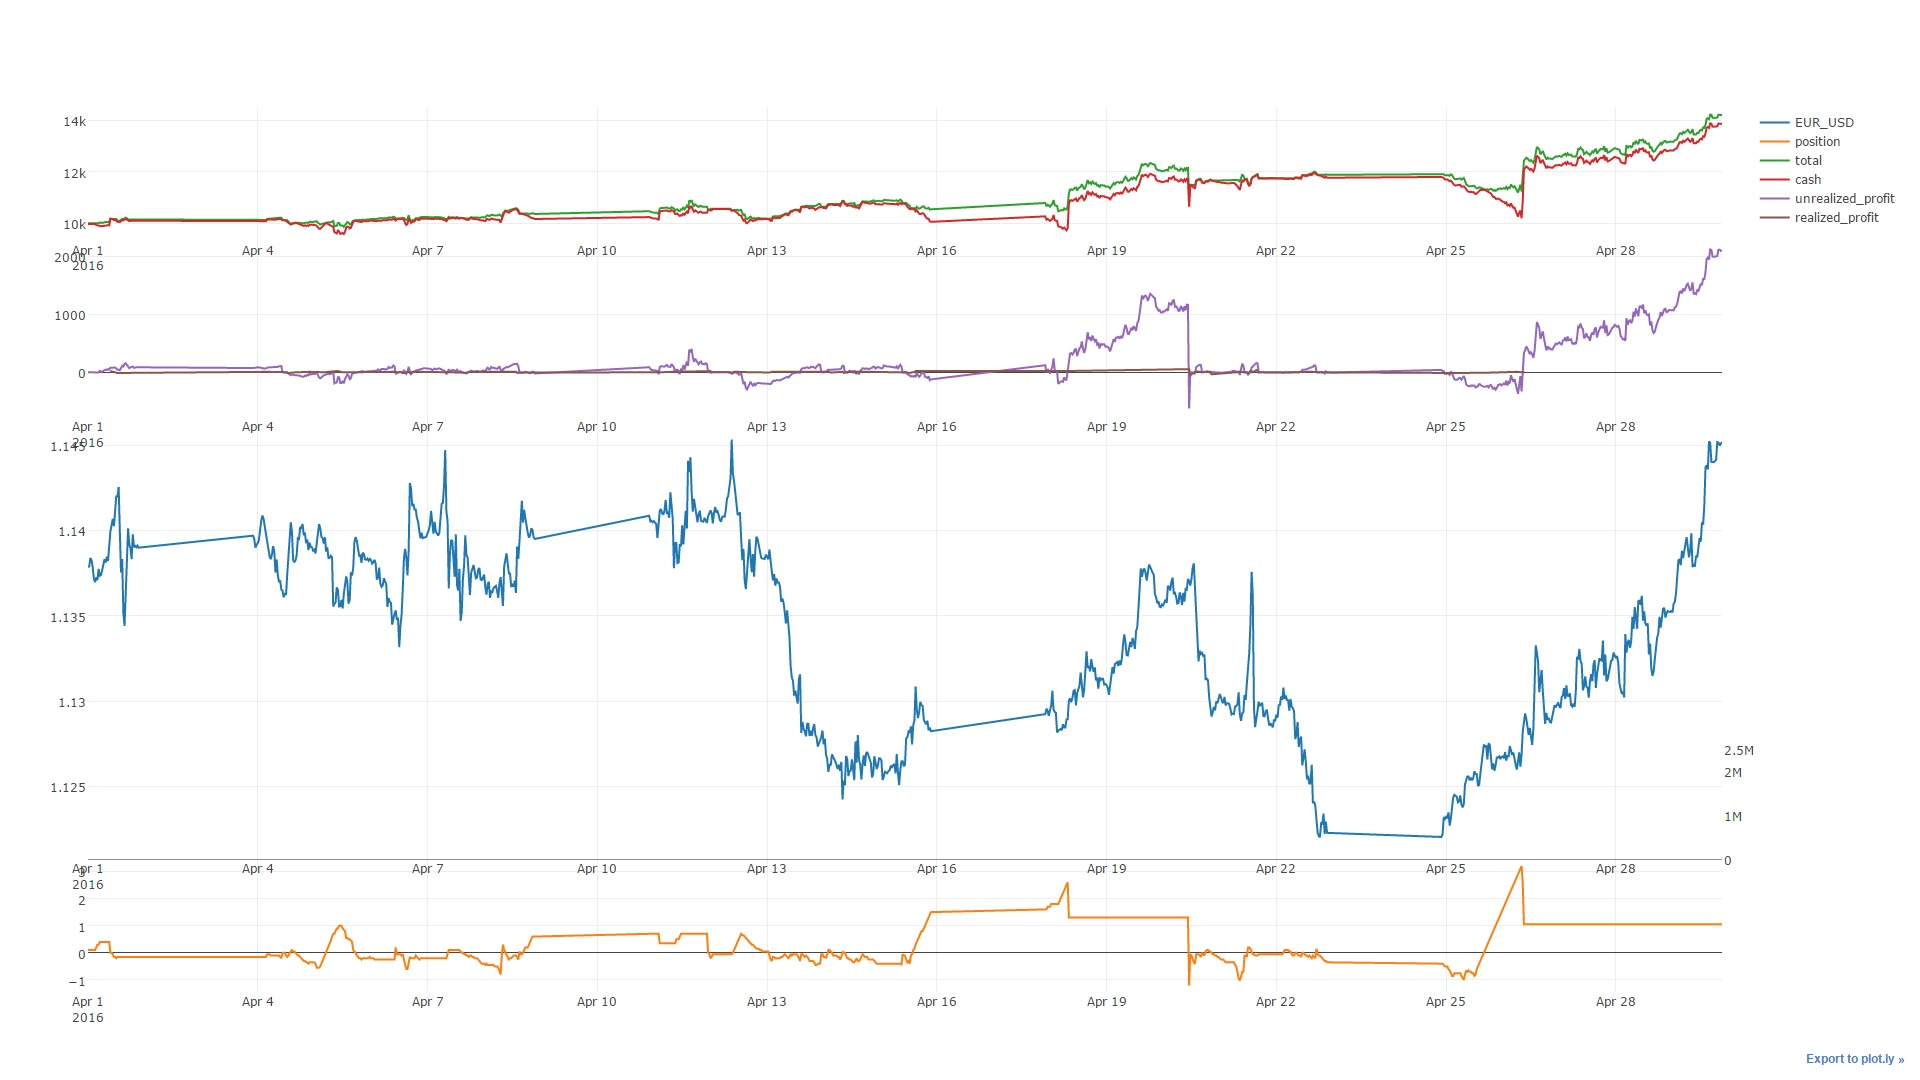 14k
12k
10k
Apr 1
2016
Apr 4
Apr 7
Apr 10
Apr 13
Apr 16
Apr 19
Apr 22
Apr 25
Apr 28
EUR_USD
position
total
cash
unrealized_profit
realized_profit
2000
1000
0
Apr 1
2016
Apr 4
Apr 7
Apr 10
Apr 13
Apr 16
Apr 19
Apr 22
Apr 25
Apr 28
1.145
1.14
1.135
1.13
1.125
2.5M
2M
1M
0
Apr 1
2016
Apr 4
Apr 7
Apr 10
Apr 13
Apr 16
Apr 19
Apr 22
Apr 25
Apr 28
3
2
1
0
−1
Apr 1
2016
Apr 4
Apr 7
Apr 10
Apr 13
Apr 16
Apr 19
Apr 22
Apr 25
Apr 28
Export to plot.ly »